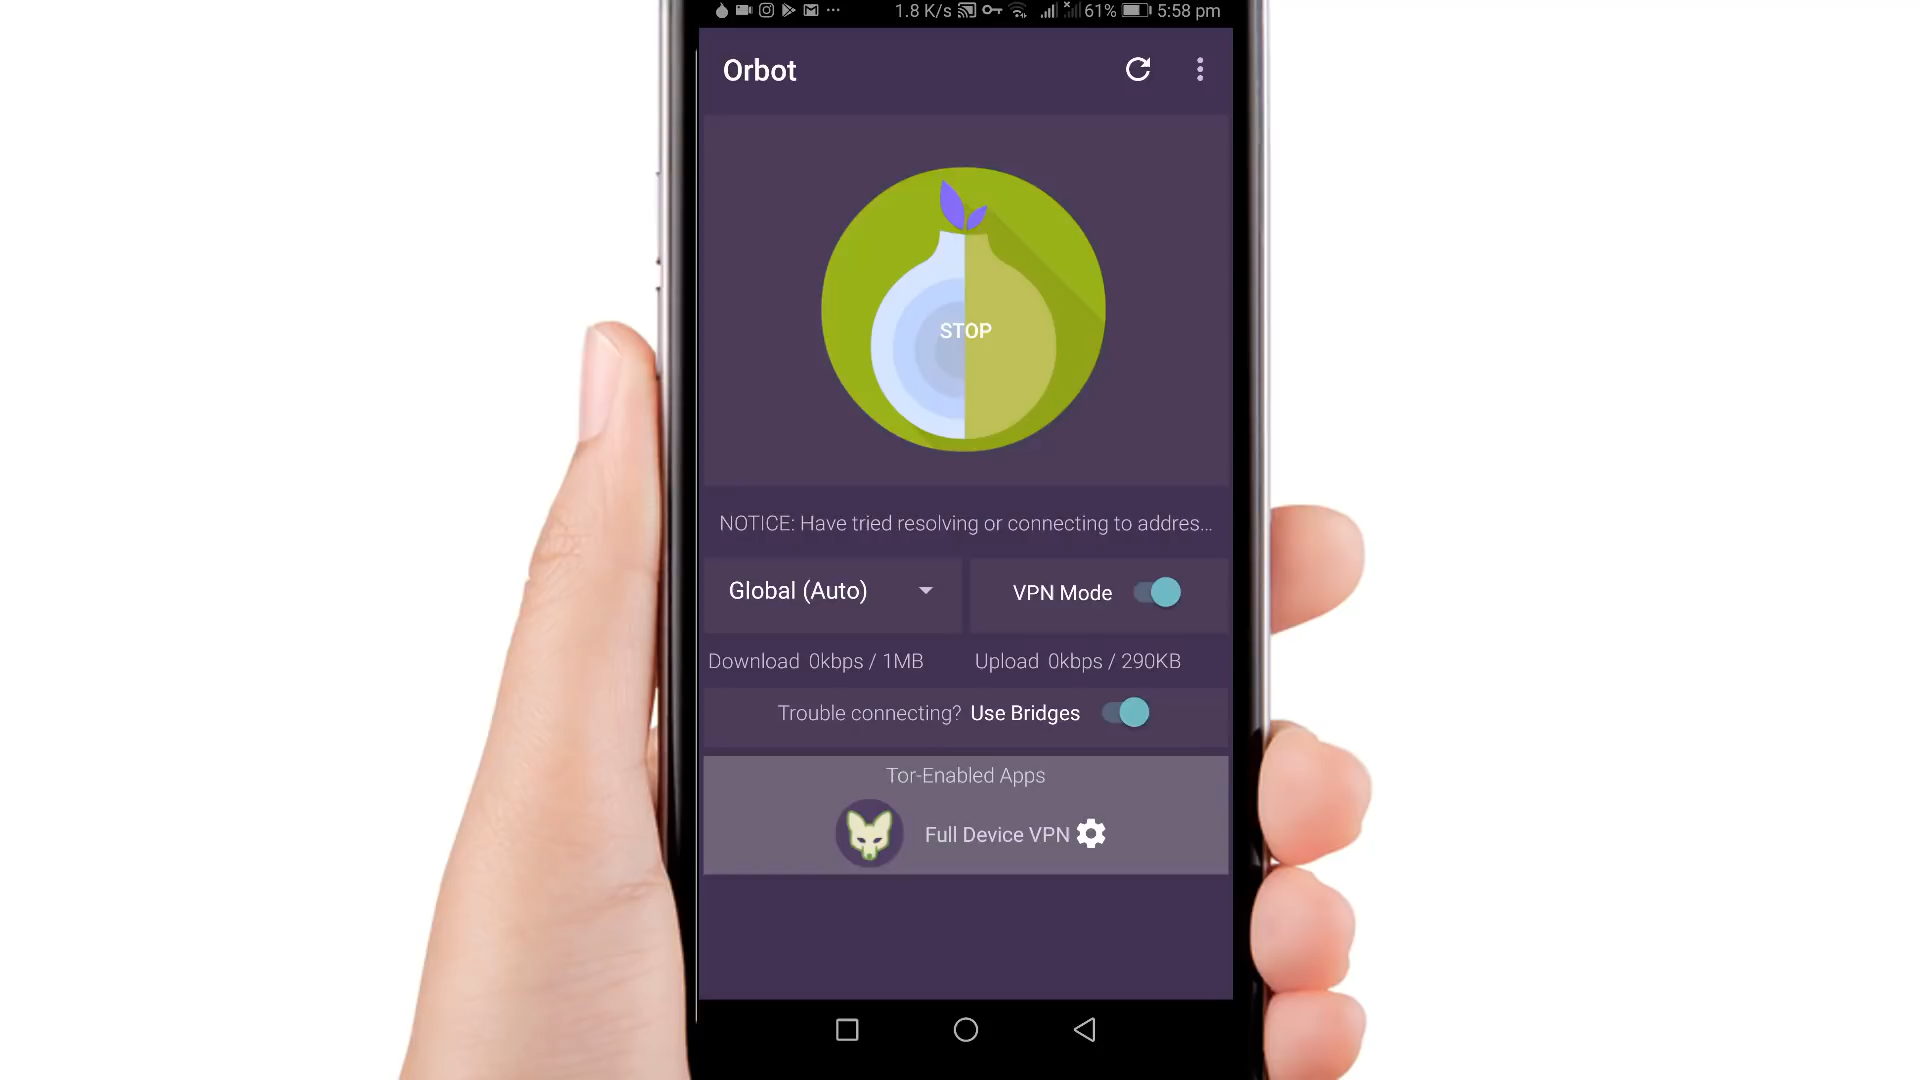 1.8 K/s 61% 5:58 pm
Orbot
STOP
NOTICE: Have tried resolving or connecting to addres...
Global (Auto)
VPN Mode
Download 0kbps / 1MB
Upload 0kbps / 290KB
Trouble connecting? Use Bridges
Tor-Enabled Apps
Full Device VPN